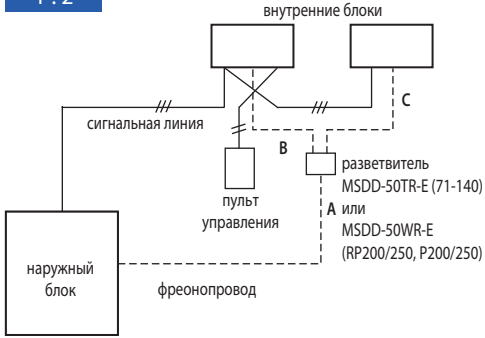 1 : 2
внутренние блоки
C
сигнальная линия
B
разветвитель
MSDD-50TR-E (71-140)
A или
MSDD-50WR-E
(RP200/250, P200/250)
пульт
управления
наружный
блок
фреонопровод